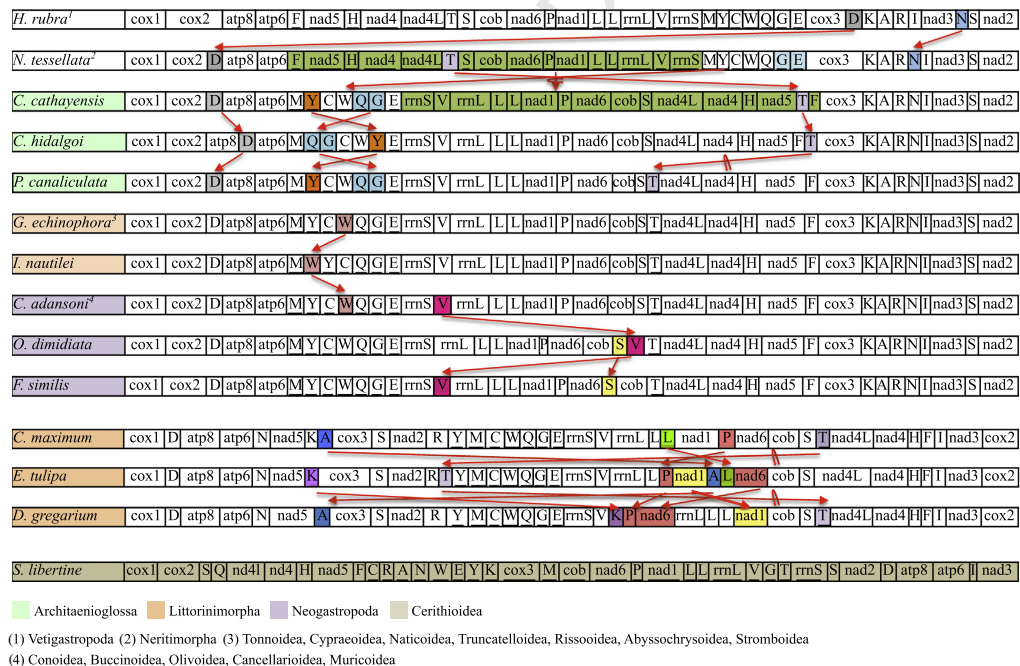 H. rubra1 cox1 cox2 atp8 atp6 F nad5 H nad4 nad4L T S cob nad6 P nad1 L L rrnL V rrnS M Y C W Q G E cox3 D K A R I nad3 N S nad2
N. tessellata2 cox1 cox2 D atp8 atp6 F nad5 H nad4 nad4L T S cob nad6 P nad1 L L rrnL V rrnS M Y C W Q G E cox3 K A R N I nad3 S nad2
C. cathayensis cox1 cox2 D atp8 atp6 M Y C W Q G E rrnS V rrnL L L nad1 P nad6 cob S nad4L nad4 H nad5 T F cox3 K A R N I nad3 S nad2
C. hidalgoi cox1 cox2 atp8 D atp6 M Q G C W Y E rrnS V rrnL L L nad1 P nad6 cob S nad4L nad4 H nad5 F T cox3 K A R N I nad3 S nad2
P. canaliculata cox1 cox2 D atp8 atp6 M Y C W Q G E rrnS V rrnL L L nad1 P nad6 cob S T nad4L nad4 H nad5 F cox3 K A R N I nad3 S nad2
G. echinophora3 cox1 cox2 D atp8 atp6 M Y C W Q G E rrnS V rrnL L L nad1 P nad6 cob S T nad4L nad4 H nad5 F cox3 K A R N I nad3 S nad2
I. nautilei cox1 cox2 D atp8 atp6 M W Y C Q G E rrnS V rrnL L L nad1 P nad6 cob S T nad4L nad4 H nad5 F cox3 K A R N I nad3 S nad2
C. adansoni4 cox1 cox2 D atp8 atp6 M Y C W Q G E rrnS V rrnL L L nad1 P nad6 cob S T nad4L nad4 H nad5 F cox3 K A R N I nad3 S nad2
O. dimidiata cox1 cox2 D atp8 atp6 M Y C W Q G E rrnS rrnL L L nad1 P nad6 cob S V T nad4L nad4 H nad5 F cox3 K A R N I nad3 S nad2
F. similis cox1 cox2 D atp8 atp6 M Y C W Q G E rrnS V rrnL L L nad1 P nad6 S cob T nad4L nad4 H nad5 F cox3 K A R N I nad3 S nad2
C. maximum cox1 D atp8 atp6 N nad5 K A cox3 S nad2 R Y M C W Q G E rrnS V rrnL L L nad1 P nad6 cob S T nad4L nad4 H F I nad3 cox2
E. tulipa cox1 D atp8 atp6 N nad5 K cox3 S nad2 R T Y M C W Q G E rrnS V rrnL L P nad1 A L nad6 cob S nad4L nad4 H F I nad3 cox2
D. gregarium cox1 D atp8 atp6 N nad5 A cox3 S nad2 R Y M C W Q G E rrnS V K P nad6 rrnL L L nad1 cob S T nad4L nad4 H F I nad3 cox2
S. libertine cox1 cox2 S Q nd4l nd4 H nad5 F C R A N W E Y K cox3 M cob nad6 P nad1 L L rrnL V G T rrnS S nad2 D atp8 atp6 I nad3
Architaenioglossa Littorinimorpha Neogastropoda Cerithioidea
(1) Vetigastropoda (2) Neritimorpha (3) Tonnoidea, Cypraeoidea, Naticoidea, Truncatelloidea, Rissooidea, Abyssochrysoidea, Stromboidea
(4) Conoidea, Buccinoidea, Olivoidea, Cancellarioidea, Muricoidea